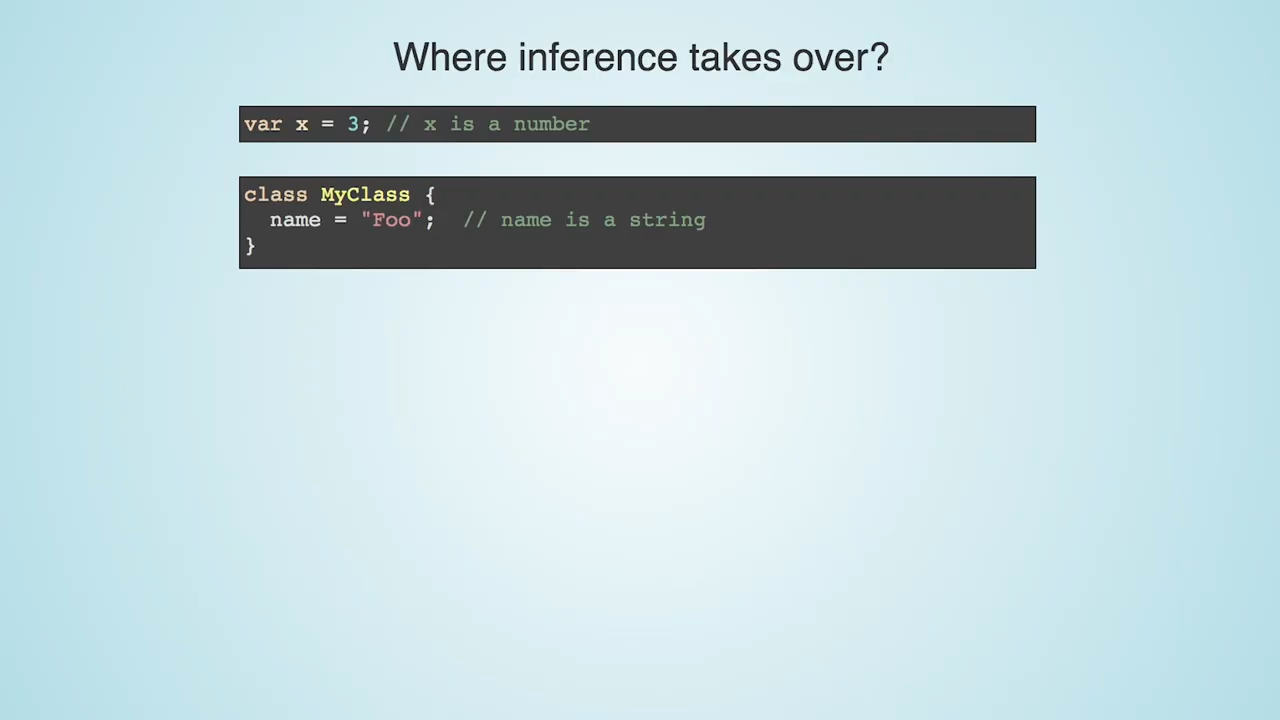 Where inference takes over?
var x = 3; // x is a number
class MyClass {
  name = "Foo";  // name is a string
}